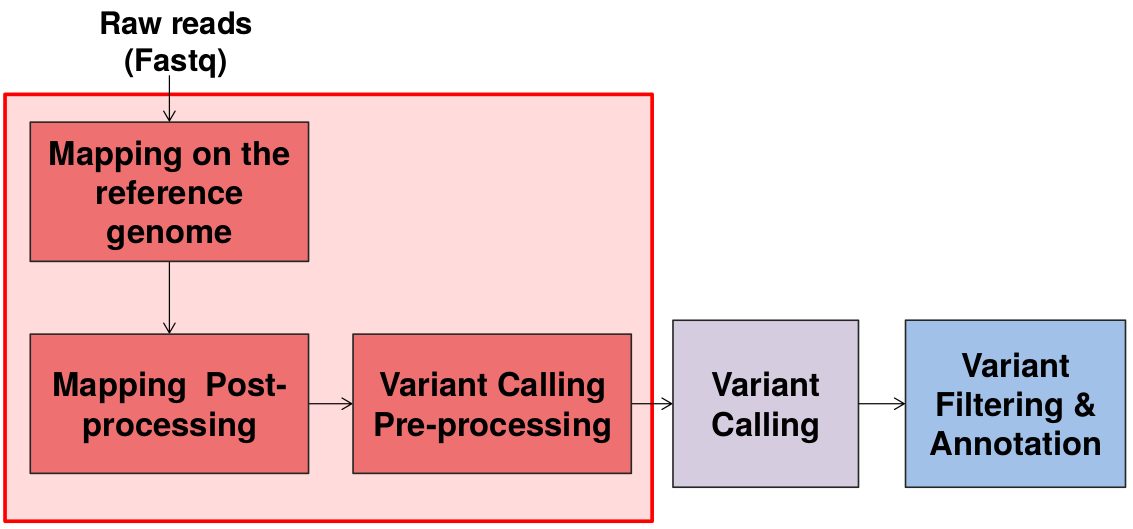 Raw reads
(Fastq)
Mapping on the
reference
genome
Mapping  Post-
processing
Variant Calling
Pre-processing
Variant
Calling
Variant
Filtering &
Annotation